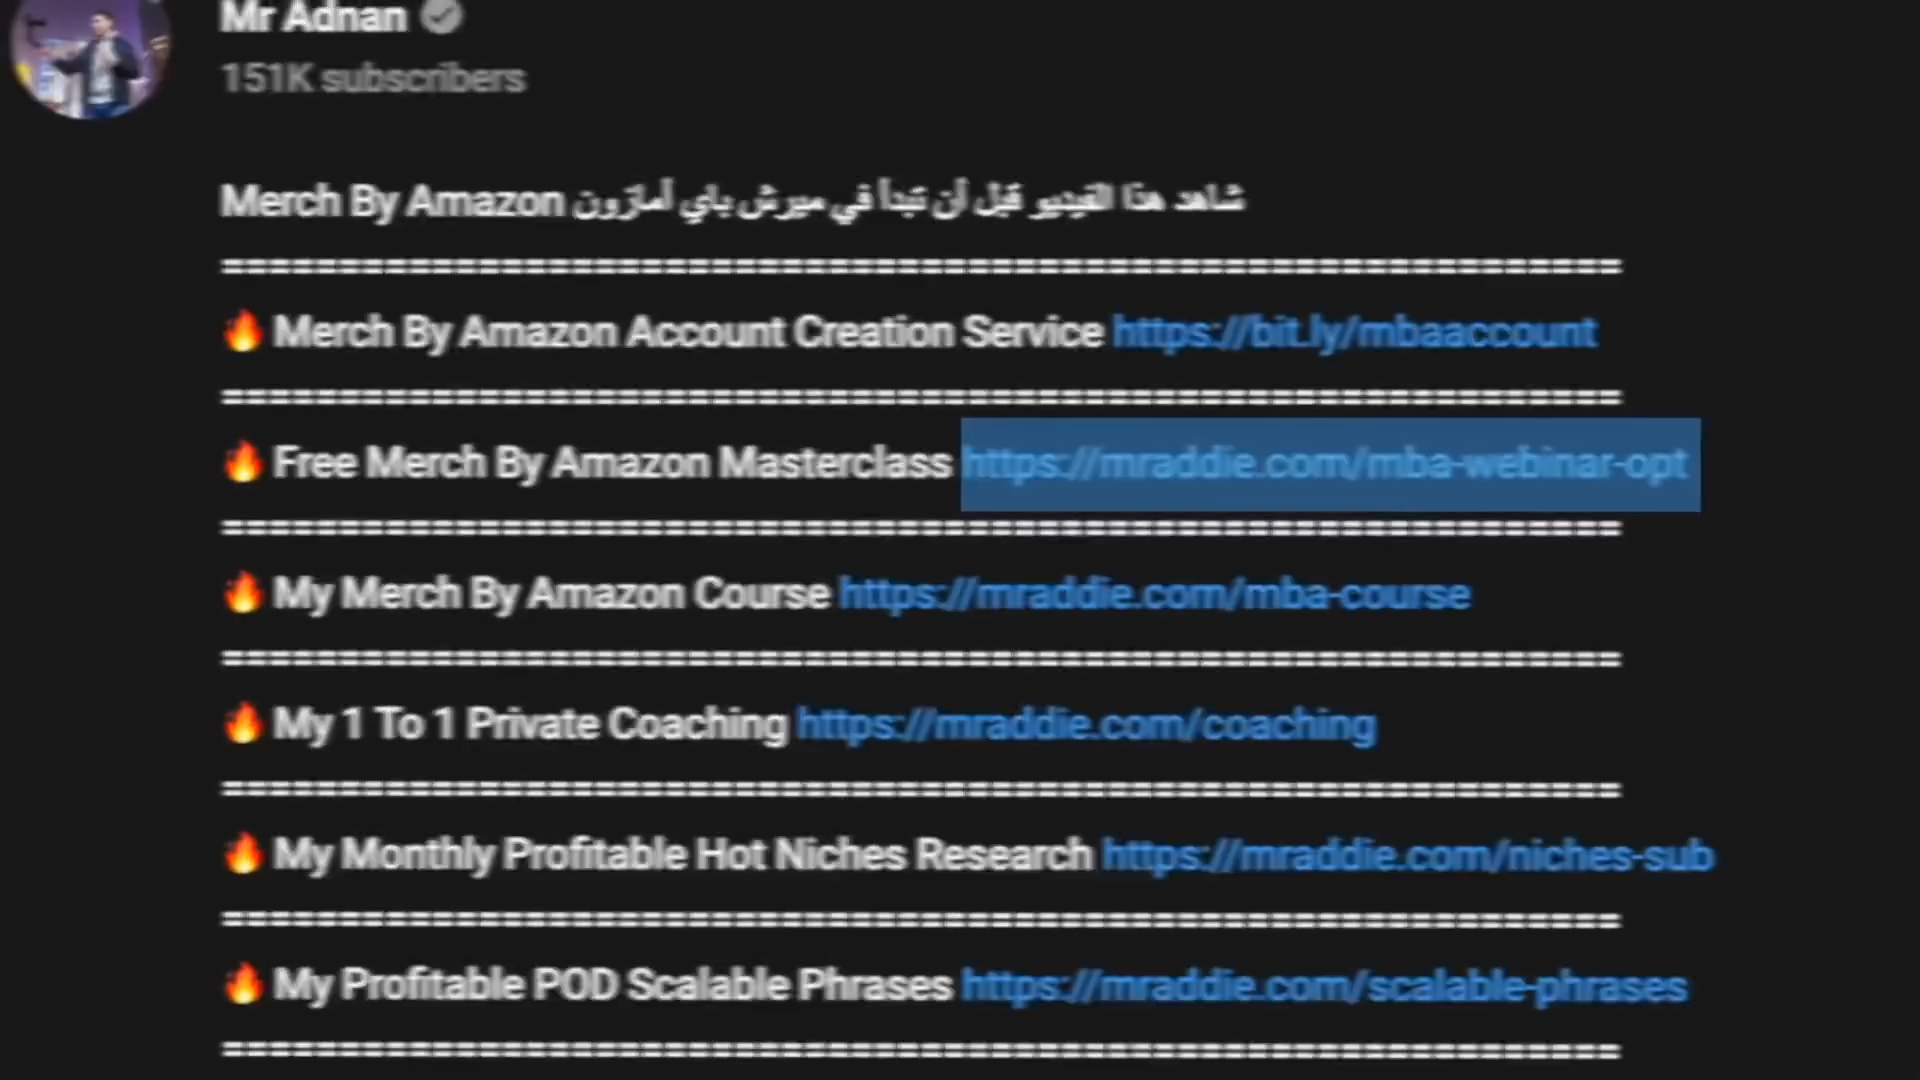 Mr Adnan
151K subscribers
Merch By Amazon شاهد هذا الفيديو قبل أن تبدأ في ميرش باي أمازون
======================================================================
🔥 Merch By Amazon Account Creation Service https://bit.ly/mbaaccount
======================================================================
🔥 Free Merch By Amazon Masterclass https://mraddie.com/mba-webinar-opt
======================================================================
🔥 My Merch By Amazon Course https://mraddie.com/mba-course
======================================================================
🔥 My 1 To 1 Private Coaching https://mraddie.com/coaching
======================================================================
🔥 My Monthly Profitable Hot Niches Research https://mraddie.com/niches-sub
======================================================================
🔥 My Profitable POD Scalable Phrases https://mraddie.com/scalable-phrases
======================================================================